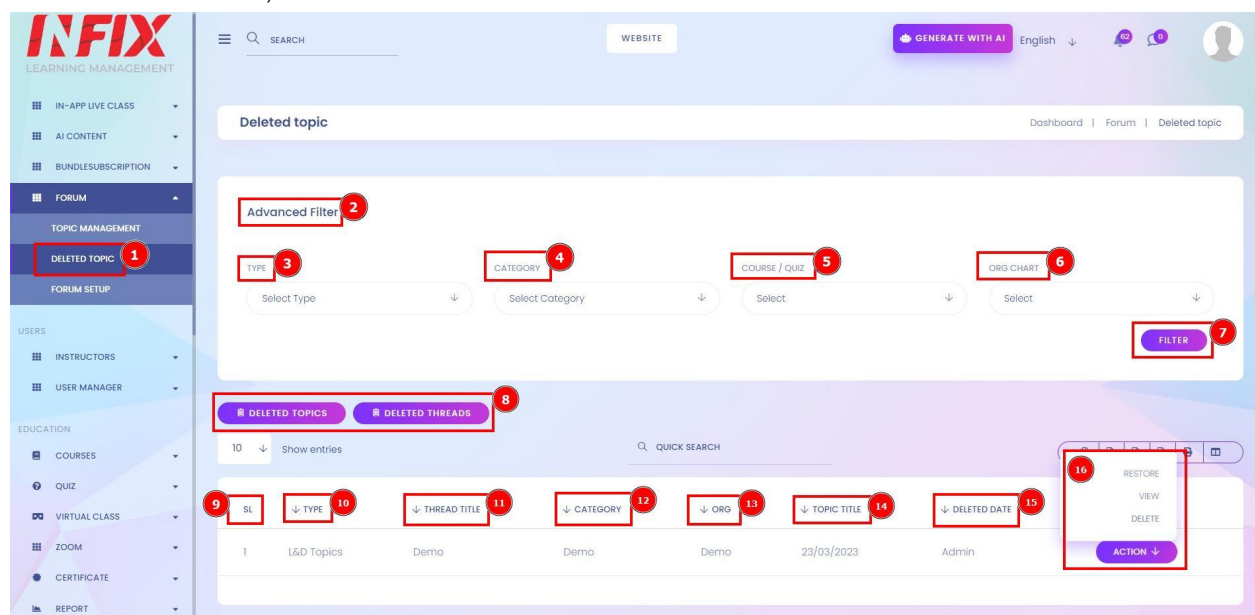 INFIX
LEARNING MANAGEMENT
SEARCH
WEBSITE
GENERATE WITH AI
English
62
0
IN-APP LIVE CLASS
AI CONTENT
BUNDLESUBSCRIPTION
FORUM
TOPIC MANAGEMENT
DELETED TOPIC 1
FORUM SETUP
USERS
INSTRUCTORS
USER MANAGER
EDUCATION
COURSES
QUIZ
VIRTUAL CLASS
ZOOM
CERTIFICATE
REPORT
Deleted topic
Dashboard | Forum | Deleted topic
Advanced Filter 2
TYPE 3 CATEGORY 4 COURSE / QUIZ 5 ORG CHART 6
Select Type Select Category Select Select
FILTER 7
DELETED TOPICS DELETED THREADS 8
10 Show entries QUICK SEARCH
9 SL TYPE 10 THREAD TITLE 11 CATEGORY 12 ORG 13 TOPIC TITLE 14 DELETED DATE 15
16 RESTORE
VIEW
DELETE
1 L&D Topics Demo Demo Demo 23/03/2023 Admin ACTION